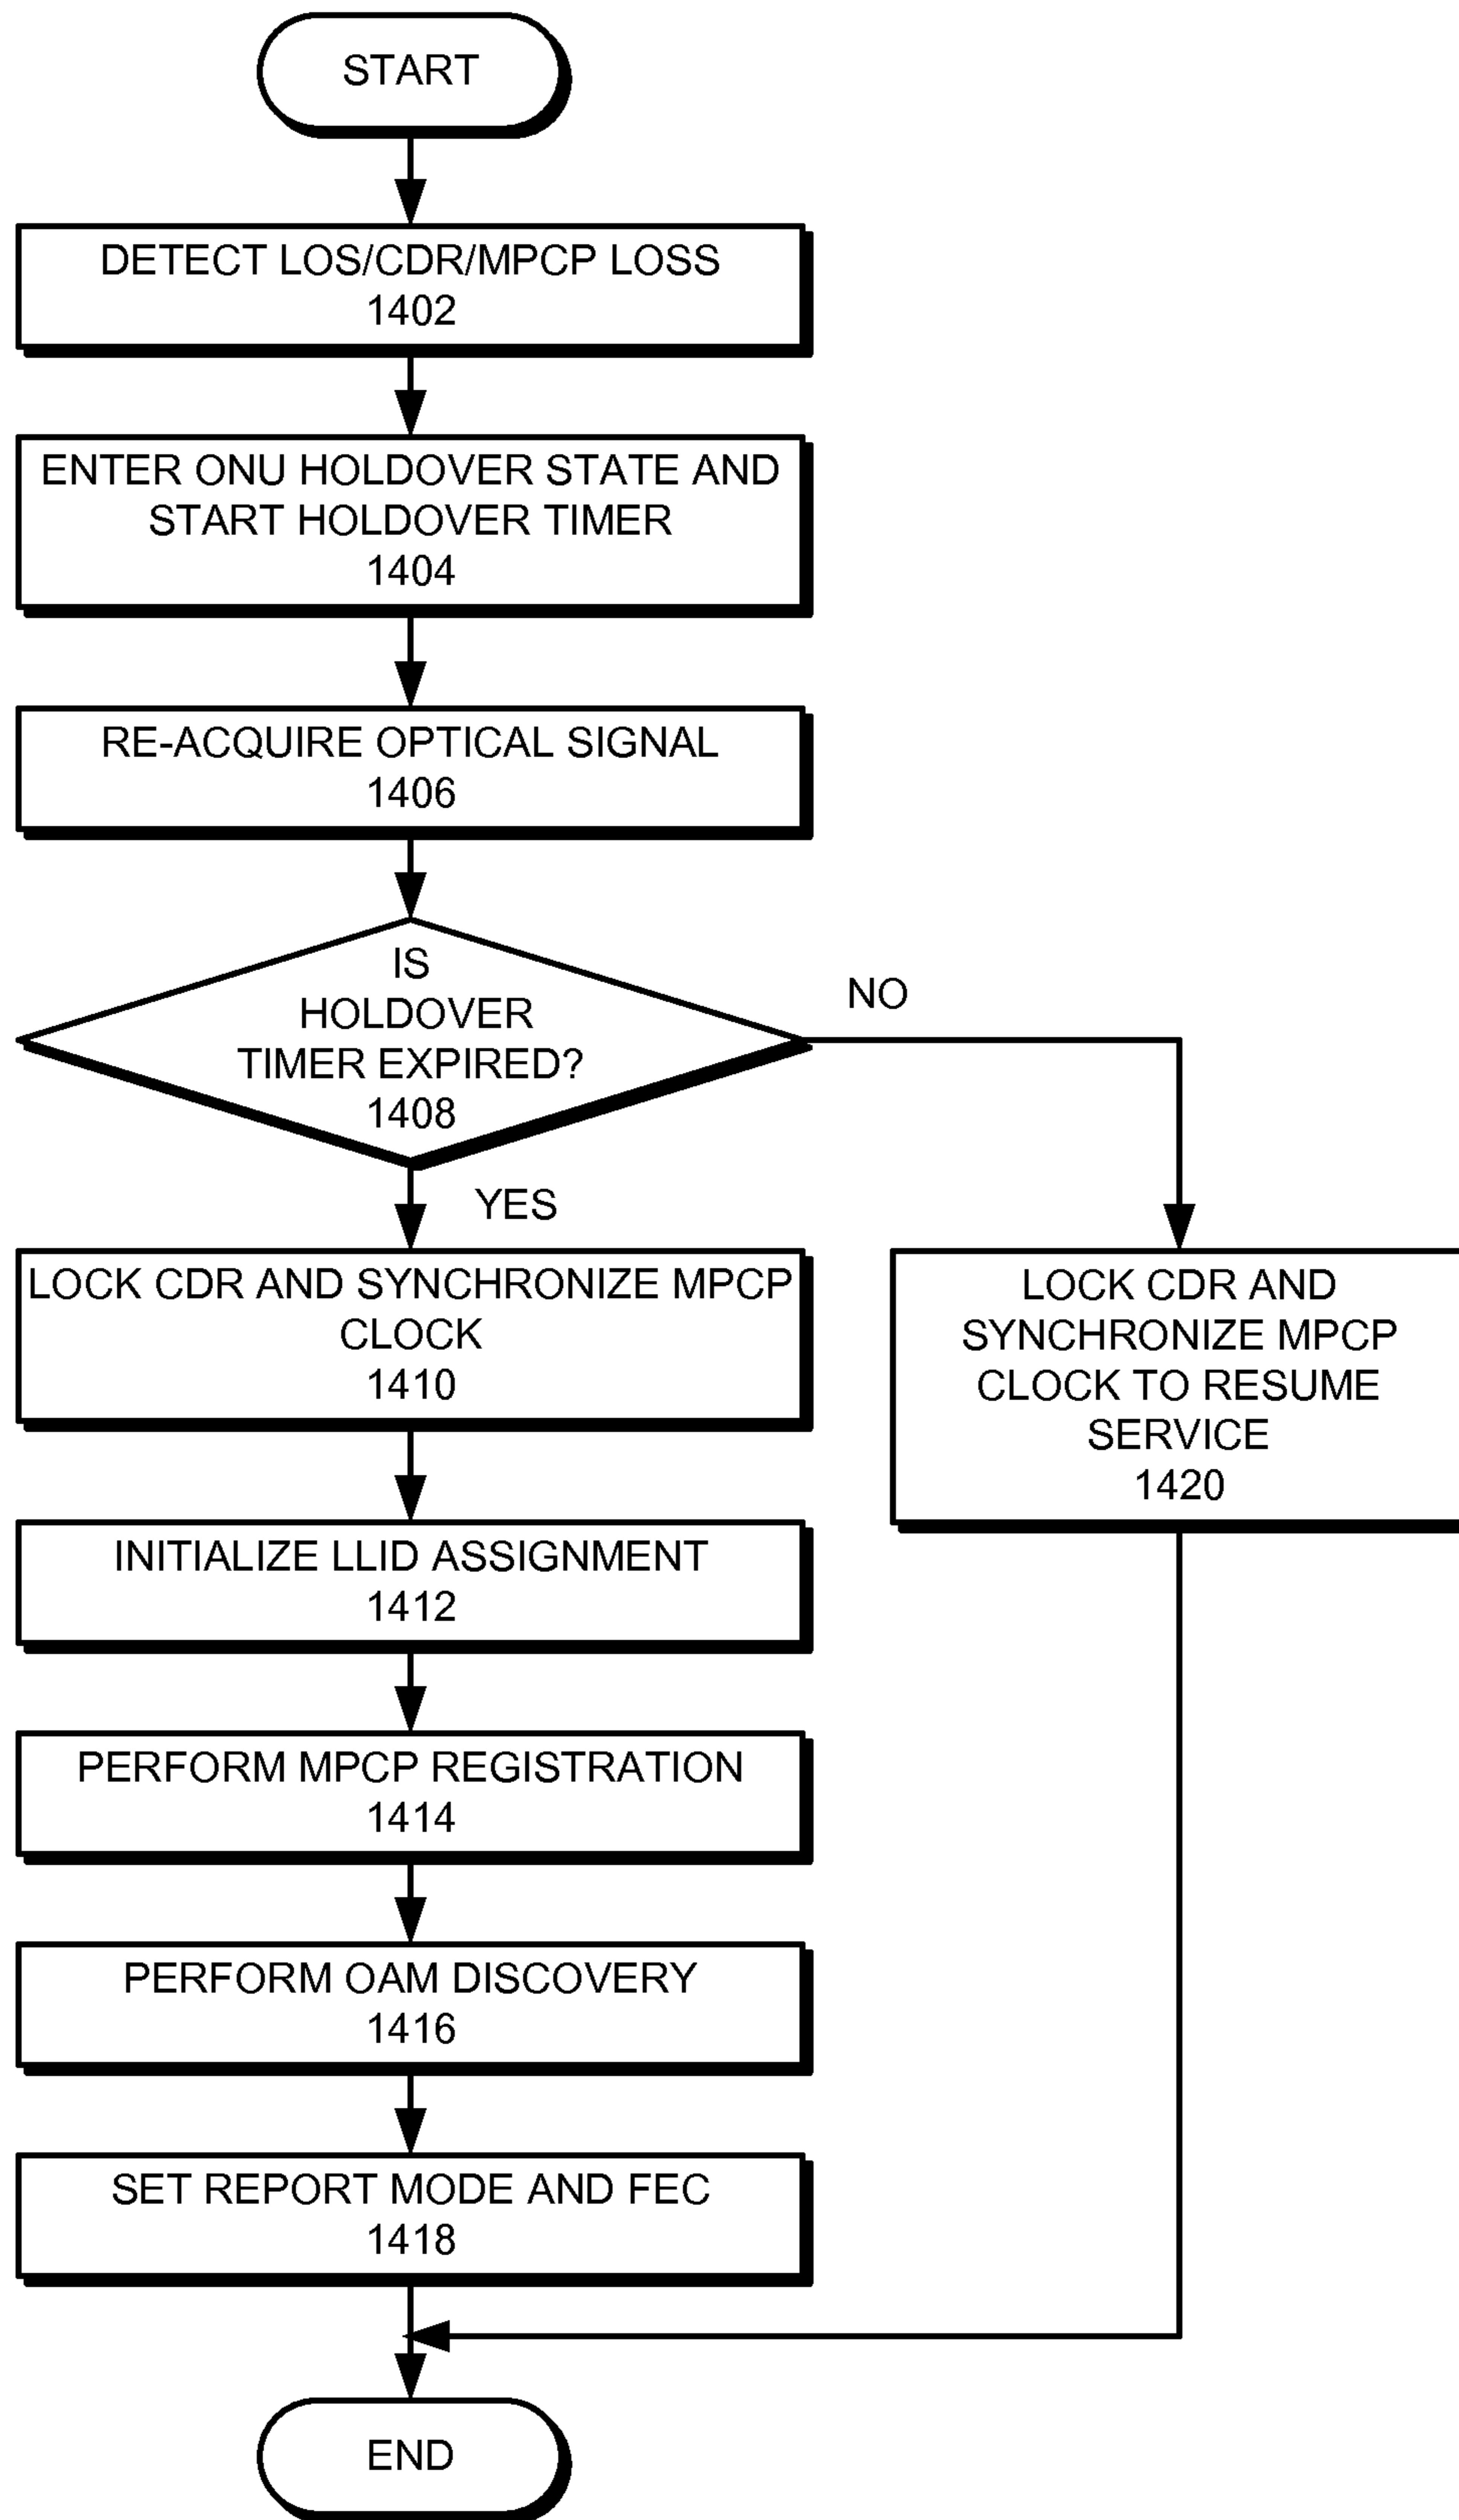 START
DETECT LOS/CDR/MPCP LOSS
1402
ENTER ONU HOLDOVER STATE AND
START HOLDOVER TIMER
1404
RE-ACQUIRE OPTICAL SIGNAL
1406
IS
HOLDOVER
TIMER EXPIRED?
1408
NO
YES
LOCK CDR AND SYNCHRONIZE MPCP
CLOCK
1410
LOCK CDR AND
SYNCHRONIZE MPCP
CLOCK TO RESUME
SERVICE
1420
INITIALIZE LLID ASSIGNMENT
1412
PERFORM MPCP REGISTRATION
1414
PERFORM OAM DISCOVERY
1416
SET REPORT MODE AND FEC
1418
END